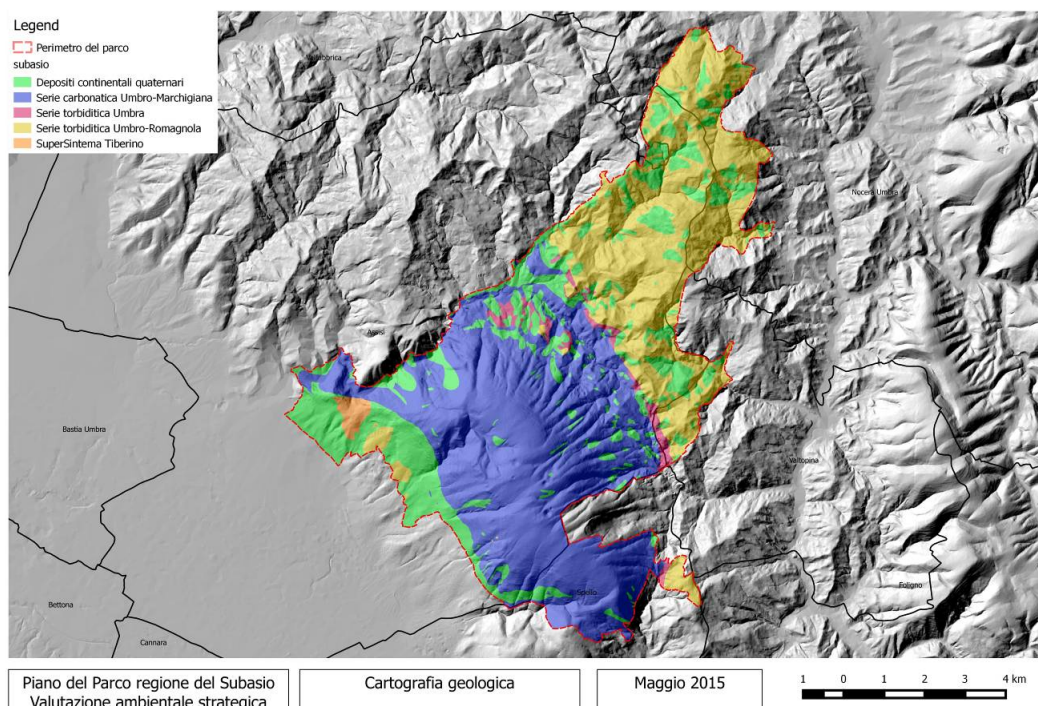 Legend
Perimetro del parco
subasio
Depositi continentali quaternari
Serie carbonatica Umbro-Marchigiana
Serie torbiditica Umbra
Serie torbiditica Umbro-Romagnola
SuperSintema Tiberino
Nocera Umbra
Assisi
Bastia Umbra
Valtopina
Foligno
Spello
Bettona
Cannara
Piano del Parco regione del Subasio
Valutazione ambientale strategica
Cartografia geologica
Maggio 2015
1 0 1 2 3 4 km